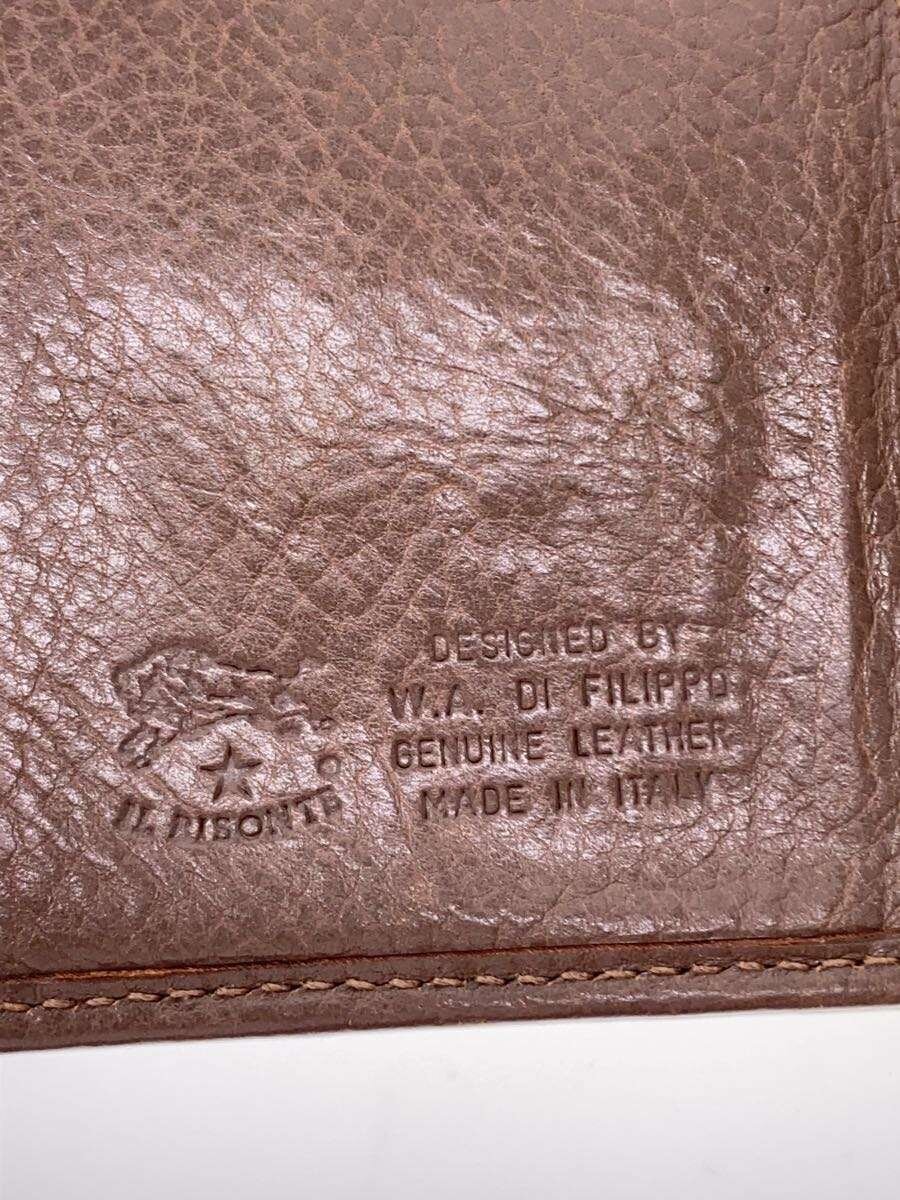 IL BISONTE
DESIGNED BY
W.A. DI FILIPPO
GENUINE LEATHER
MADE IN ITALY